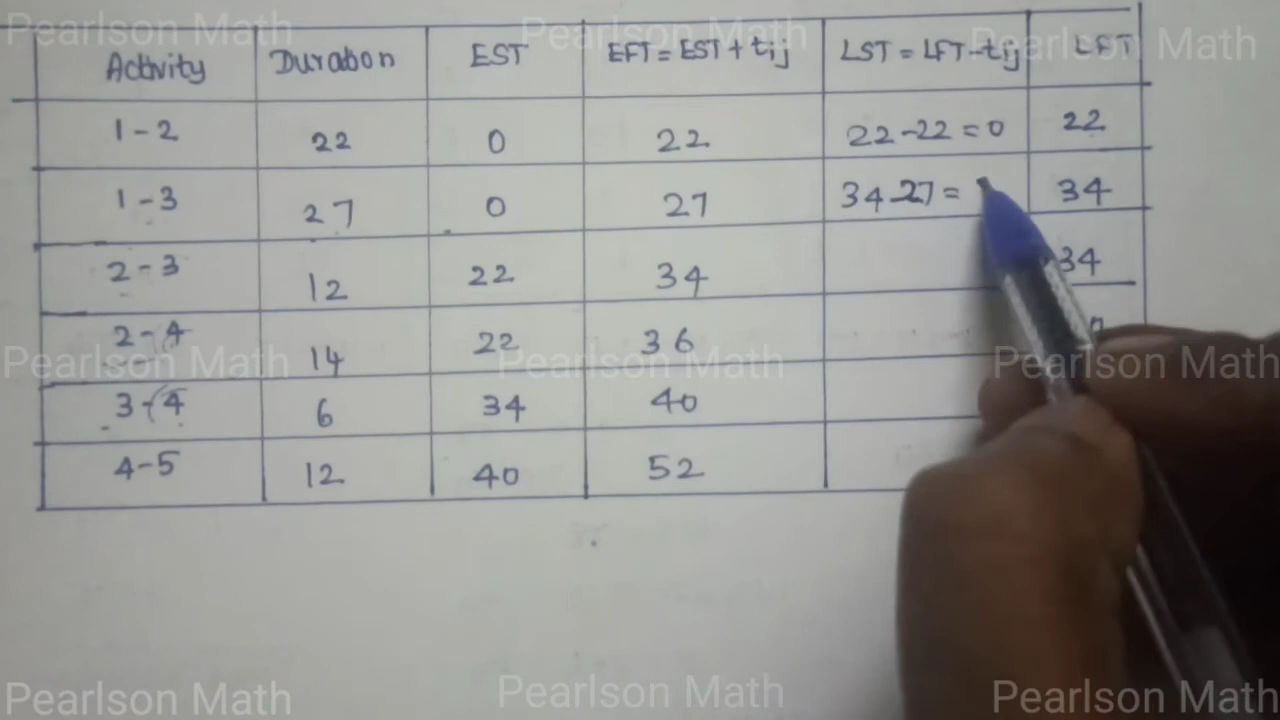 Pearlson Math Pearlson Math Pearlson Math
Activity Duration EST EFT = EST + tij LST = LFT - tij LFT
1-2 22 0 22 22-22 = 0 22
1-3 27 0 27 34-27 = 34
2-3 12 22 34 34
2-4 14 22 36
Pearlson Math Pearlson Math Pearlson Math
3-4 6 34 40
4-5 12 40 52
Pearlson Math Pearlson Math Pearlson Math